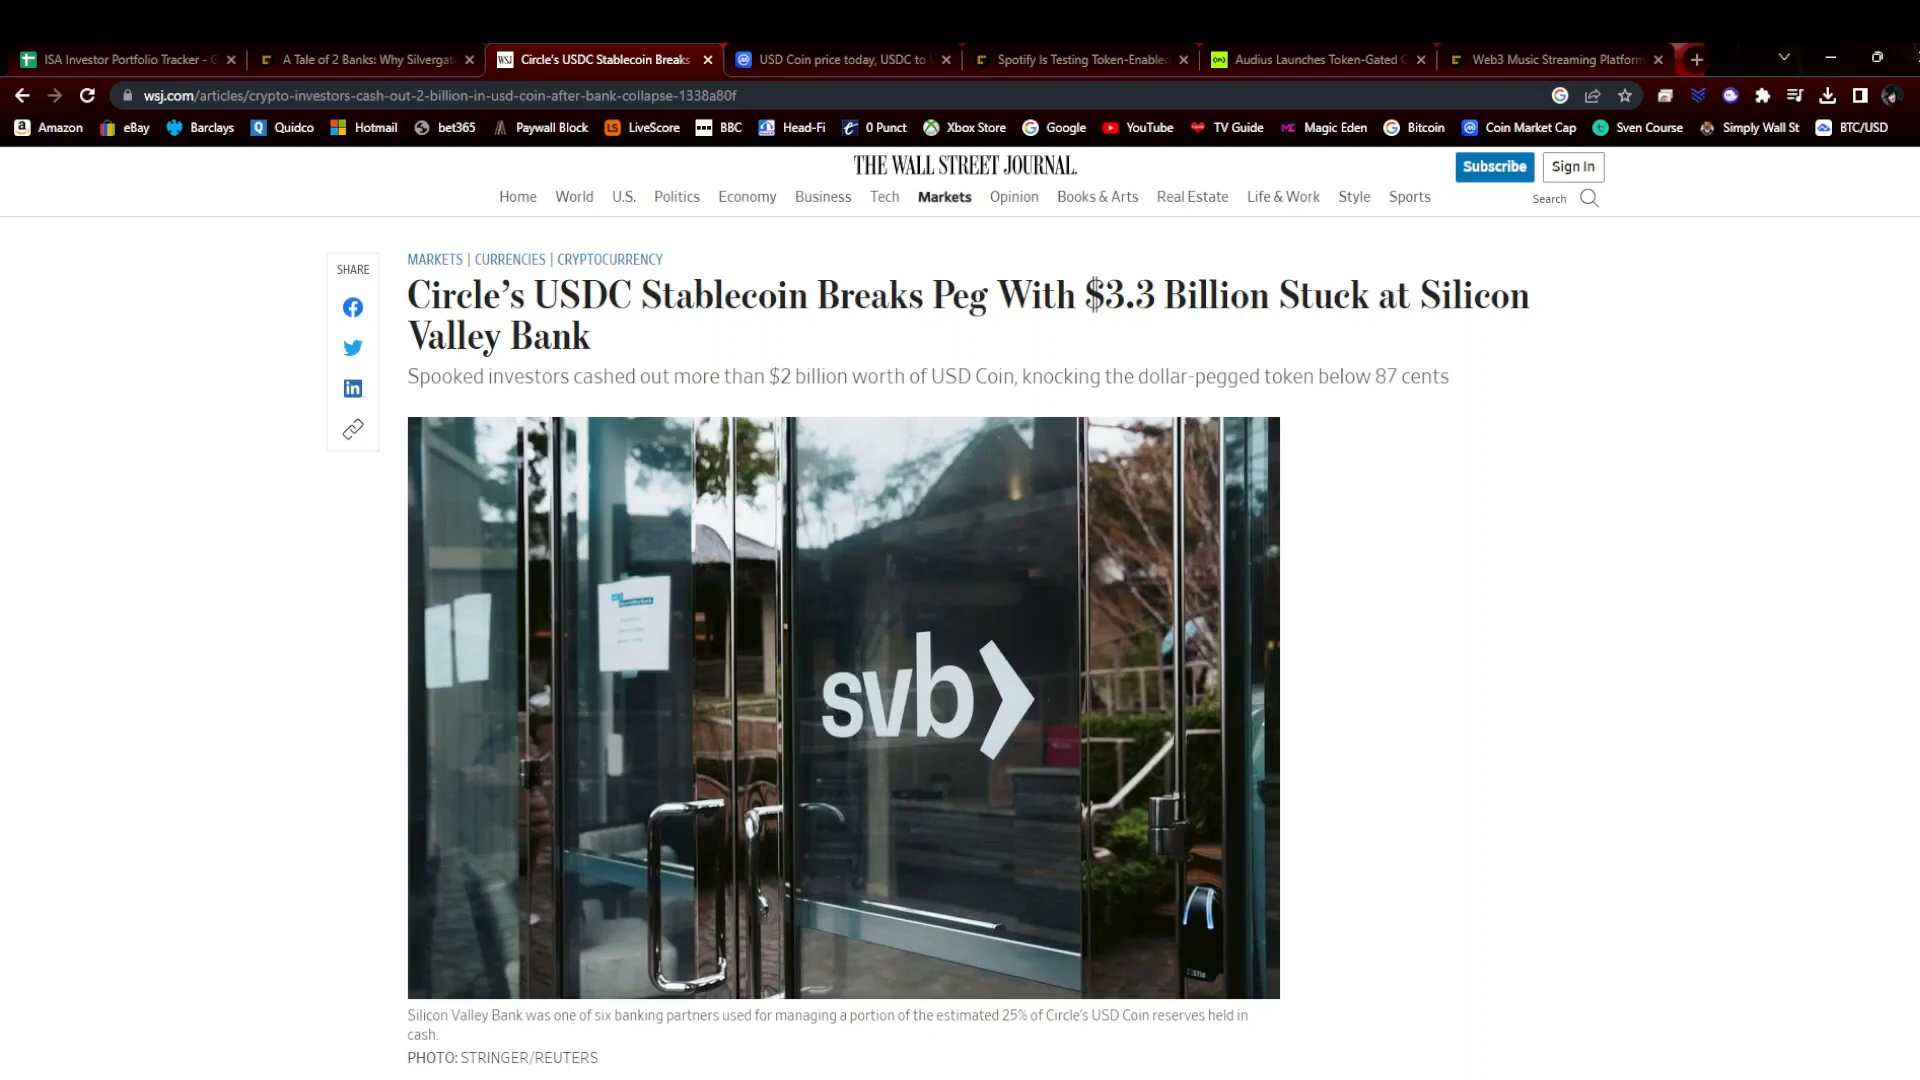 ISA Investor Portfolio Tracker - G
A Tale of 2 Banks: Why Silvergat
WSJ Circle's USDC Stablecoin Breaks
USD Coin price today, USDC to
Spotify Is Testing Token-Enabled
Audius Launches Token-Gated C
Web3 Music Streaming Platform
wsj.com/articles/crypto-investors-cash-out-2-billion-in-usd-coin-after-bank-collapse-1338a80f
Amazon eBay Barclays Quidco Hotmail bet365 Paywall Block LiveScore BBC Head-Fi 0 Punct Xbox Store Google YouTube TV Guide Magic Eden Bitcoin Coin Market Cap Sven Course Simply Wall St BTC/USD
THE WALL STREET JOURNAL.
Subscribe Sign In
Home World U.S. Politics Economy Business Tech Markets Opinion Books & Arts Real Estate Life & Work Style Sports
Search
SHARE
MARKETS | CURRENCIES | CRYPTOCURRENCY
Circle's USDC Stablecoin Breaks Peg With $3.3 Billion Stuck at Silicon
Valley Bank
Spooked investors cashed out more than $2 billion worth of USD Coin, knocking the dollar-pegged token below 87 cents
svb
Silicon Valley Bank was one of six banking partners used for managing a portion of the estimated 25% of Circle's USD Coin reserves held in
cash.
PHOTO: STRINGER/REUTERS